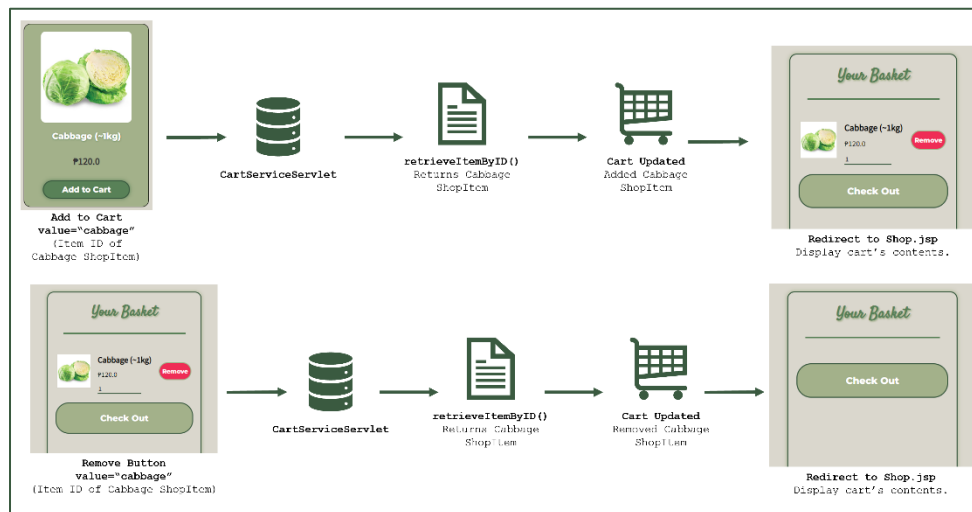 Cabbage (~1kg)
₱120.0
Add to Cart
Add to Cart
value="cabbage"
(Item ID of
Cabbage ShopItem)
CartServiceServlet
retrieveItemByID()
Returns Cabbage
ShopItem
Cart Updated
Added Cabbage
ShopItem
Your Basket
Cabbage (~1kg)
₱120.0
1
Remove
Check Out
Redirect to Shop.jsp
Display cart's contents.
Your Basket
Cabbage (~1kg)
₱120.0
1
Remove
Check Out
Remove Button
value="cabbage"
(Item ID of Cabbage ShopItem)
CartServiceServlet
retrieveItemByID()
Returns Cabbage
ShopItem
Cart Updated
Removed Cabbage
ShopItem
Your Basket
Check Out
Redirect to Shop.jsp
Display cart's contents.